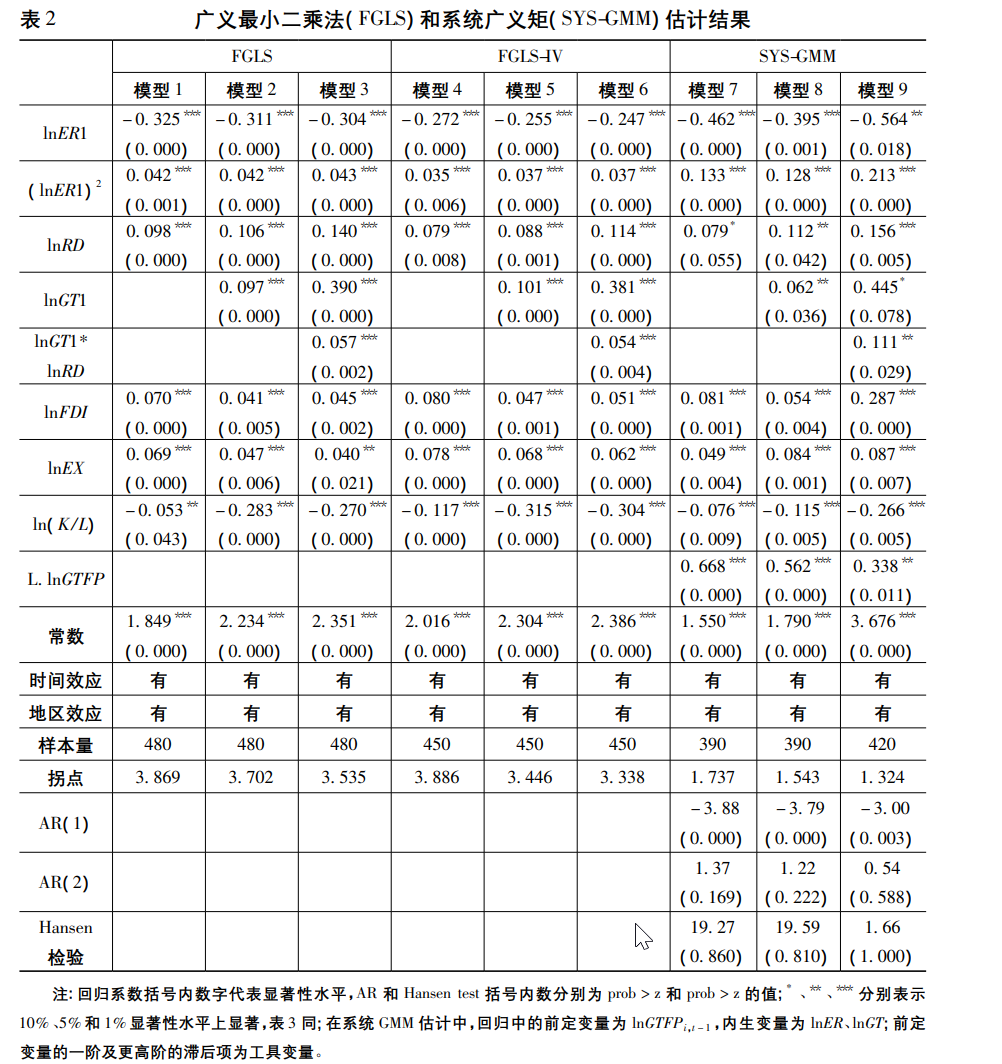 表 2 广义最小二乘法( FGLS) 和系统广义矩( SYS-GMM) 估计结果
FGLS FGLS-IV SYS-GMM
模型 1 模型 2 模型 3 模型 4 模型 5 模型 6 模型 7 模型 8 模型 9
lnER1 -0. 325 *** -0. 311 *** -0. 304 *** -0. 272 *** -0. 255 *** -0. 247 *** -0. 462 *** -0. 395 *** -0. 564 **
( 0. 000) ( 0. 000) ( 0. 000) ( 0. 000) ( 0. 000) ( 0. 000) ( 0. 000) ( 0. 001) ( 0. 018)
( lnER1) 2 0. 042 *** 0. 042 *** 0. 043 *** 0. 035 *** 0. 037 *** 0. 037 *** 0. 133 *** 0. 128 *** 0. 213 ***
( 0. 001) ( 0. 000) ( 0. 000) ( 0. 006) ( 0. 000) ( 0. 000) ( 0. 000) ( 0. 000) ( 0. 000)
lnRD 0. 098 *** 0. 106 *** 0. 140 *** 0. 079 *** 0. 088 *** 0. 114 *** 0. 079 * 0. 112 ** 0. 156 ***
( 0. 000) ( 0. 000) ( 0. 000) ( 0. 008) ( 0. 001) ( 0. 000) ( 0. 055) ( 0. 042) ( 0. 005)
lnGT1 0. 097 *** 0. 390 *** 0. 101 *** 0. 381 *** 0. 062 ** 0. 445 *
( 0. 000) ( 0. 000) ( 0. 000) ( 0. 000) ( 0. 036) ( 0. 078)
lnGT1* 0. 057 *** 0. 054 *** 0. 111 **
lnRD ( 0. 002) ( 0. 004) ( 0. 029)
lnFDI 0. 070 *** 0. 041 *** 0. 045 *** 0. 080 *** 0. 047 *** 0. 051 *** 0. 081 *** 0. 054 *** 0. 287 ***
( 0. 000) ( 0. 005) ( 0. 002) ( 0. 000) ( 0. 001) ( 0. 000) ( 0. 001) ( 0. 004) ( 0. 000)
lnEX 0. 069 *** 0. 047 *** 0. 040 ** 0. 078 *** 0. 068 *** 0. 062 *** 0. 049 *** 0. 084 *** 0. 087 ***
( 0. 000) ( 0. 006) ( 0. 021) ( 0. 000) ( 0. 000) ( 0. 000) ( 0. 004) ( 0. 001) ( 0. 007)
ln( K/L) -0. 053 ** -0. 283 *** -0. 270 *** -0. 117 *** -0. 315 *** -0. 304 *** -0. 076 *** -0. 115 *** -0. 266 ***
( 0. 043) ( 0. 000) ( 0. 000) ( 0. 000) ( 0. 000) ( 0. 000) ( 0. 009) ( 0. 005) ( 0. 005)
L. lnGTFP 0. 668 *** 0. 562 *** 0. 338 **
( 0. 000) ( 0. 000) ( 0. 011)
常数 1. 849 *** 2. 234 *** 2. 351 *** 2. 016 *** 2. 304 *** 2. 386 *** 1. 550 *** 1. 790 *** 3. 676 ***
( 0. 000) ( 0. 000) ( 0. 000) ( 0. 000) ( 0. 000) ( 0. 000) ( 0. 000) ( 0. 000) ( 0. 000)
时间效应 有 有 有 有 有 有 有 有 有
地区效应 有 有 有 有 有 有 有 有 有
样本量 480 480 480 450 450 450 390 390 420
拐点 3. 869 3. 702 3. 535 3. 886 3. 446 3. 338 1. 737 1. 543 1. 324
AR( 1) -3. 88 -3. 79 -3. 00
( 0. 000) ( 0. 000) ( 0. 003)
AR( 2) 1. 37 1. 22 0. 54
( 0. 169) ( 0. 222) ( 0. 588)
Hansen 19. 27 19. 59 1. 66
检验 ( 0. 860) ( 0. 810) ( 1. 000)
注: 回归系数括号内数字代表显著性水平，AR 和 Hansen test 括号内数分别为 prob > z 和 prob > z 的值; * 、** 、*** 分别表示
10% 、5% 和 1% 显著性水平上显著，表 3 同; 在系统 GMM 估计中，回归中的前定变量为 lnGTFPi,t-1，内生变量为 lnER、lnGT; 前定
变量的一阶及更高阶的滞后项为工具变量。